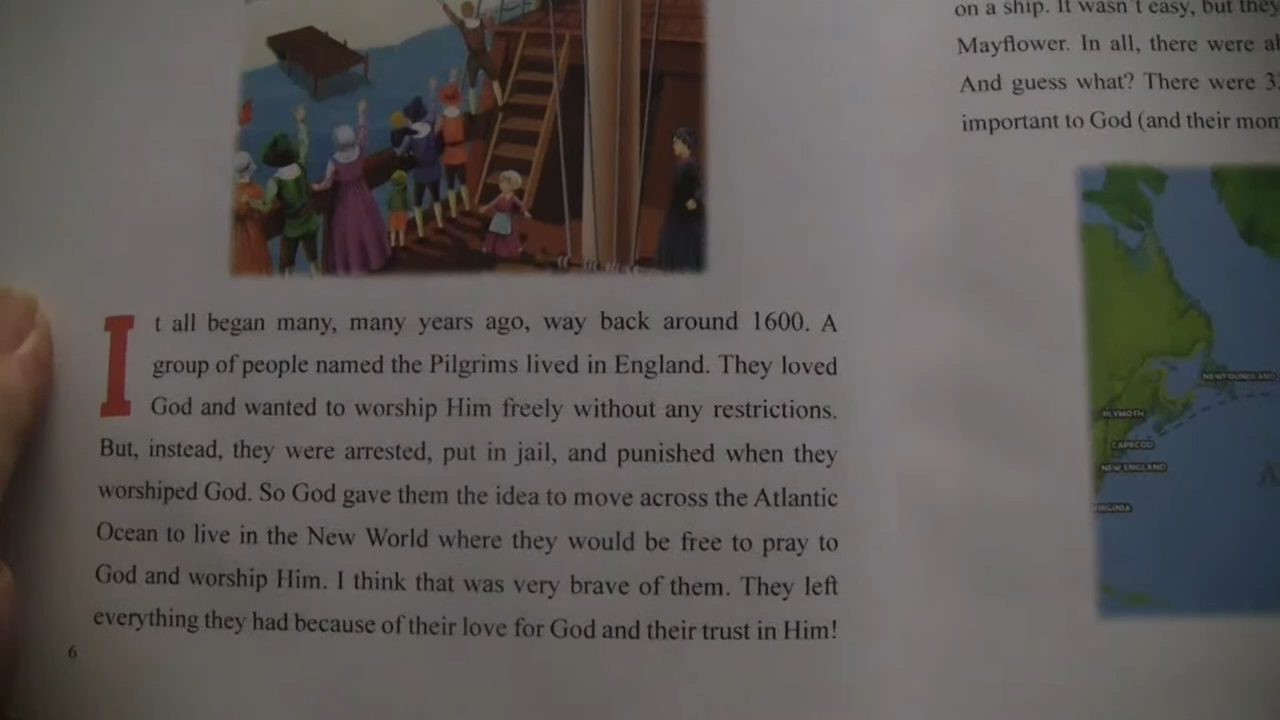 It all began many, many years ago, way back around 1600. A
group of people named the Pilgrims lived in England. They loved
God and wanted to worship Him freely without any restrictions.
But, instead, they were arrested, put in jail, and punished when they
worshiped God. So God gave them the idea to move across the Atlantic
Ocean to live in the New World where they would be free to pray to
God and worship Him. I think that was very brave of them. They left
everything they had because of their love for God and their trust in Him!
6
on a ship. It wasn't easy, but they
Mayflower. In all, there were
And guess what? There were
important to God (and their
NEWFOUNDLAND
PLYMOTH
CAPECOD
NEW ENGLAND
VIRGINIA